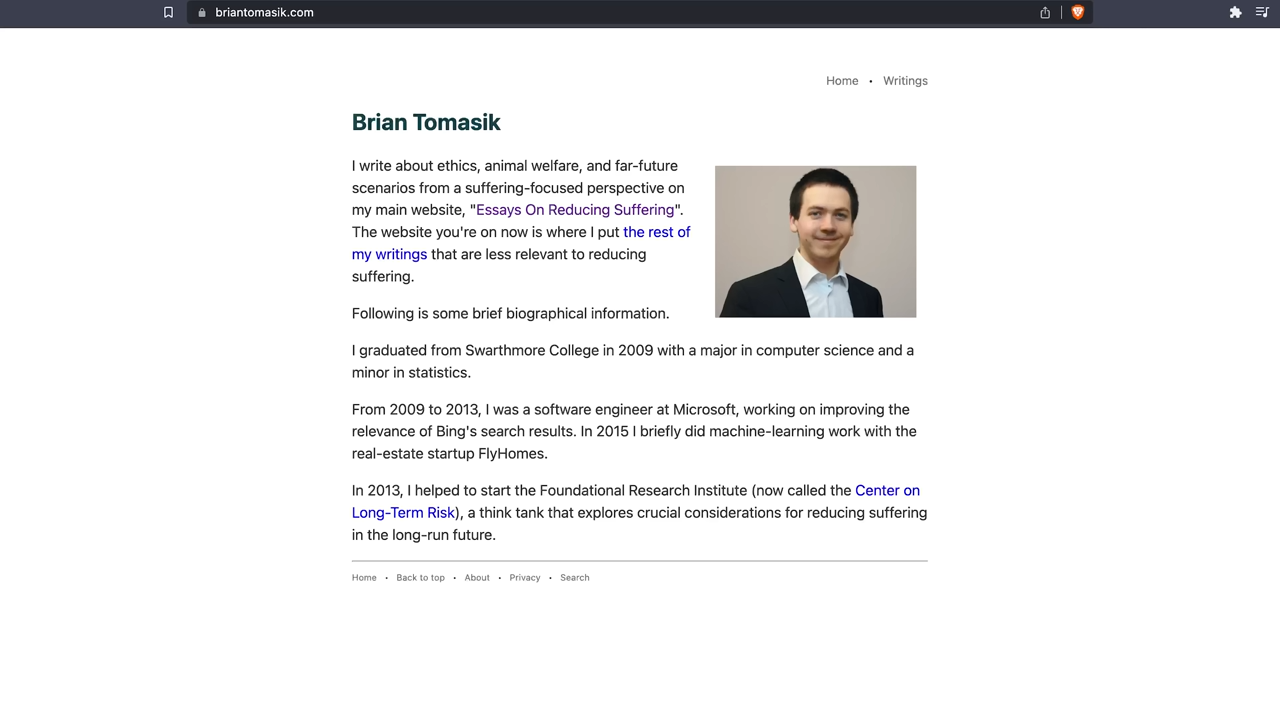 briantomasik.com
Home • Writings
Brian Tomasik
I write about ethics, animal welfare, and far-future
scenarios from a suffering-focused perspective on
my main website, "Essays On Reducing Suffering".
The website you're on now is where I put the rest of
my writings that are less relevant to reducing
suffering.
Following is some brief biographical information.
I graduated from Swarthmore College in 2009 with a major in computer science and a
minor in statistics.
From 2009 to 2013, I was a software engineer at Microsoft, working on improving the
relevance of Bing's search results. In 2015 I briefly did machine-learning work with the
real-estate startup FlyHomes.
In 2013, I helped to start the Foundational Research Institute (now called the Center on
Long-Term Risk), a think tank that explores crucial considerations for reducing suffering
in the long-run future.
Home • Back to top • About • Privacy • Search